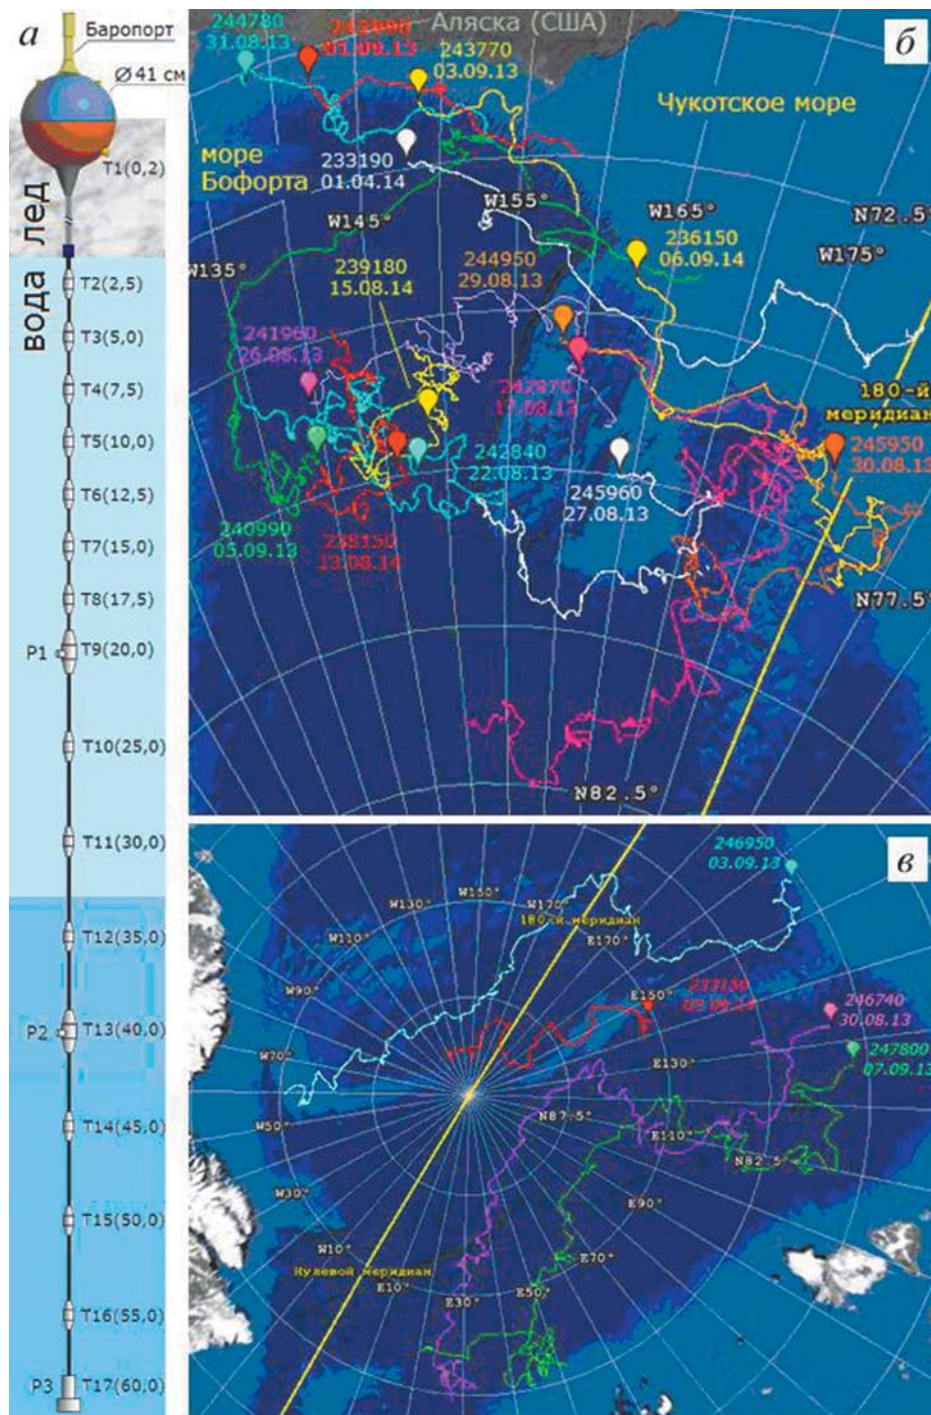 а
Баропорт
Ø 41 см
T1(0,2)
лед
вода
T2(2,5)
T3(5,0)
T4(7,5)
T5(10,0)
T6(12,5)
T7(15,0)
T8(17,5)
P1
T9(20,0)
T10(25,0)
T11(30,0)
T12(35,0)
P2
T13(40,0)
T14(45,0)
T15(50,0)
T16(55,0)
P3
T17(60,0)
б
Аляска (США)
244780
31.08.13
01.09.13
243770
03.09.13
Чукотское море
море
Бофорта
233190
01.04.14
W135°
W145°
W155°
W165°
W175°
N72.5°
236150
06.09.14
239180
15.08.14
244950
29.08.13
241960
26.08.13
242970
17.08.13
180-й
меридиан
245950
30.08.13
242840
22.08.13
245960
27.08.13
240990
05.09.13
238150
13.08.14
N77.5°
N82.5°
в
246950
03.09.13
W150°
W130°
W170°
180-й меридиан
W110°
E170°
W90°
E150°
246740
30.08.13
247800
07.09.13
W70°
E130°
W50°
N87.5°
E110°
N82.5°
W30°
E90°
W10°
E70°
Нулевой меридиан
E10°
E30°
E50°